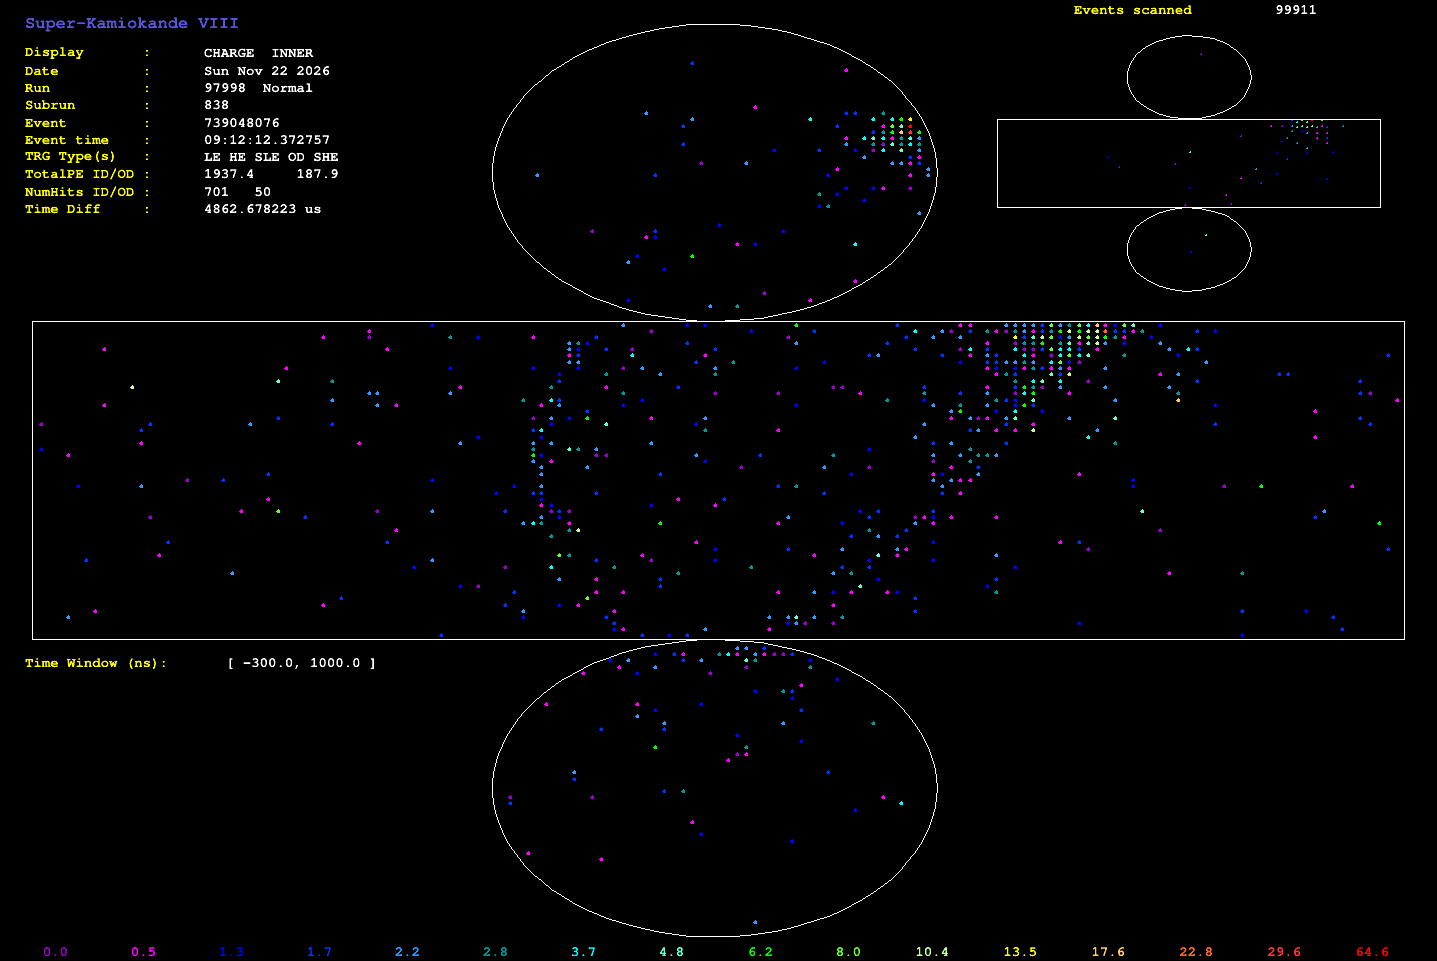 Super-Kamiokande VIII
Display : CHARGE INNER
Date : Sun Nov 22 2026
Run : 97998 Normal
Subrun : 838
Event : 739048076
Event time : 09:12:12.372757
TRG Type(s) : LE HE SLE OD SHE
TotalPE ID/OD : 1937.4 187.9
NumHits ID/OD : 701 50
Time Diff : 4862.678223 us
Events scanned 99911
Time Window (ns): [ -300.0, 1000.0 ]
0.0 0.5 1.3 1.7 2.2 2.8 3.7 4.8 6.2 8.0 10.4 13.5 17.6 22.8 29.6 64.6